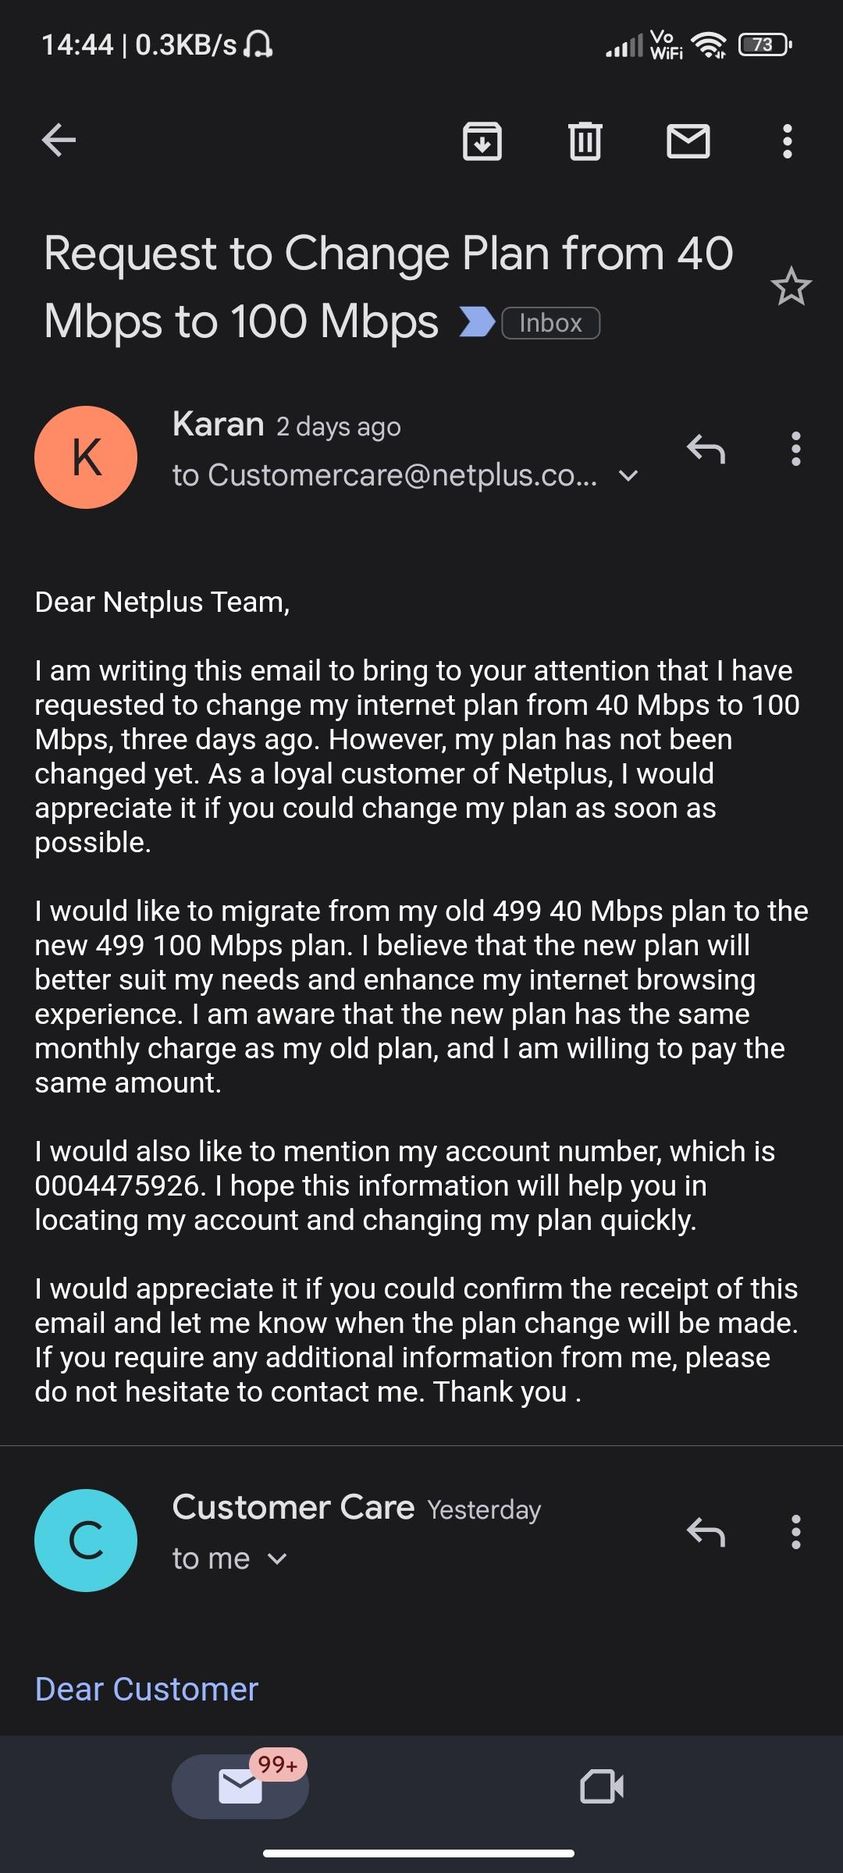 14:44 | 0.3KB/s
Vo
WiFi
73
Request to Change Plan from 40
Mbps to 100 Mbps Inbox
K
Karan 2 days ago
to Customercare@netplus.co...
Dear Netplus Team,
I am writing this email to bring to your attention that I have
requested to change my internet plan from 40 Mbps to 100
Mbps, three days ago. However, my plan has not been
changed yet. As a loyal customer of Netplus, I would
appreciate it if you could change my plan as soon as
possible.
I would like to migrate from my old 499 40 Mbps plan to the
new 499 100 Mbps plan. I believe that the new plan will
better suit my needs and enhance my internet browsing
experience. I am aware that the new plan has the same
monthly charge as my old plan, and I am willing to pay the
same amount.
I would also like to mention my account number, which is
0004475926. I hope this information will help you in
locating my account and changing my plan quickly.
I would appreciate it if you could confirm the receipt of this
email and let me know when the plan change will be made.
If you require any additional information from me, please
do not hesitate to contact me. Thank you .
C
Customer Care Yesterday
to me
Dear Customer
99+